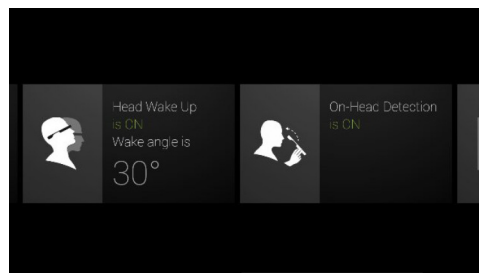 Head Wake Up
is ON
Wake angle is
30°
On-Head Detection
is ON